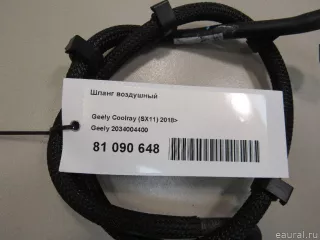 Шланг воздушный
Geely Coolray (SX11) 2018>
Geely 2034004400
81 090 648
eaural.ru